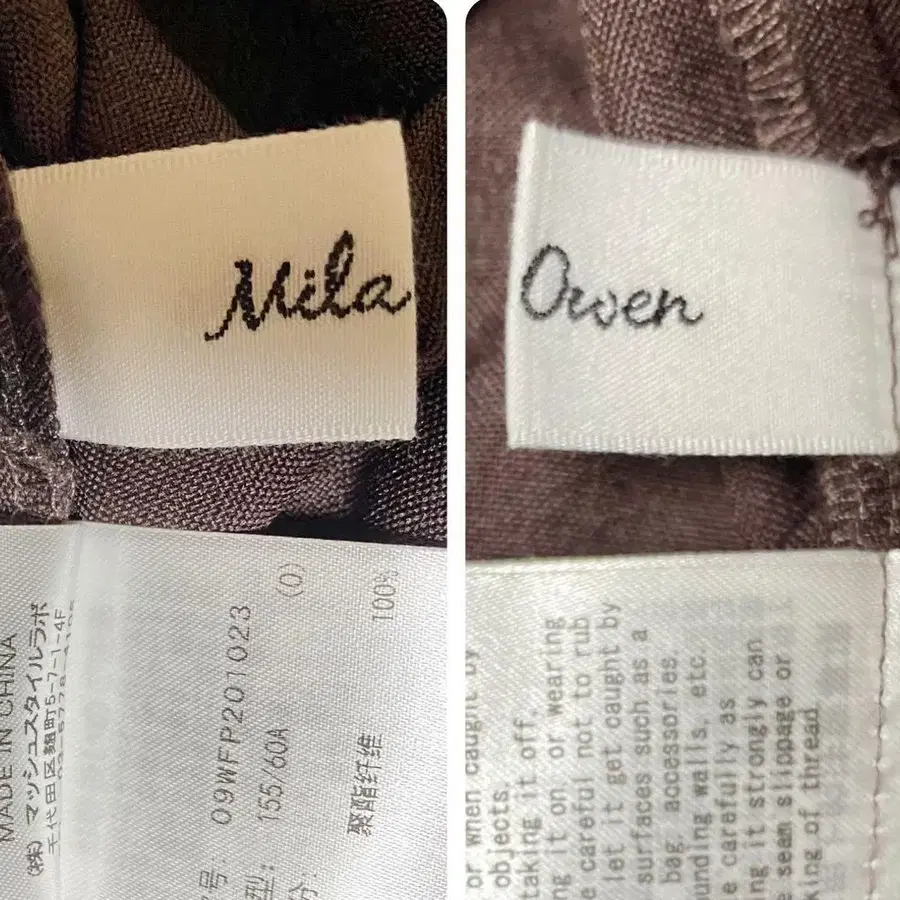 Mila
Owen
MADE IN CHINA
(株) マッシュスタイルラボ
千代田区麹町5-7-1-4F
号: 09WFP201023
型: 155/60A (0)
聚酯纤维 100%
or when caught by
objects.
taking it off.
it on, or wearing
careful not to rub
let it get caught by
surfaces such as a
bag, accessories
walls, etc.
carefully as
it strongly can
seam slippage or
of thread